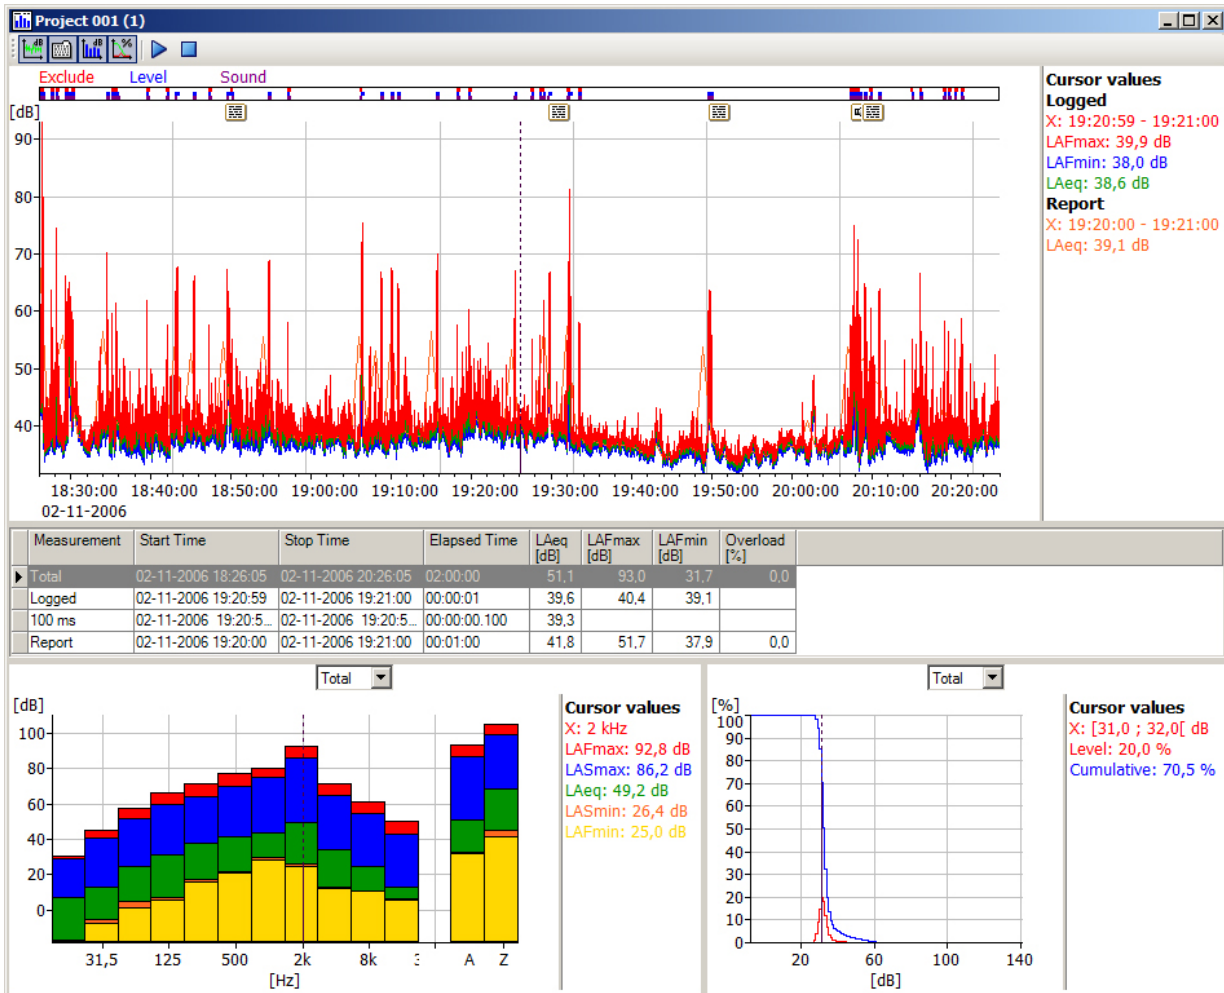 Project 001 (1)
Exclude Level Sound
[dB]
90
80
70
60
50
40
18:30:00 18:40:00 18:50:00 19:00:00 19:10:00 19:20:00 19:30:00 19:40:00 19:50:00 20:00:00 20:10:00 20:20:00
02-11-2006
Cursor values
Logged
X: 19:20:59 - 19:21:00
LAFmax: 39,9 dB
LAFmin: 38,0 dB
LAeq: 38,6 dB
Report
X: 19:20:00 - 19:21:00
LAeq: 39,1 dB
Measurement Start Time Stop Time Elapsed Time LAeq [dB] LAFmax [dB] LAFmin [dB] Overload [%]
Total 02-11-2006 18:26:05 02-11-2006 20:26:05 02:00:00 51,1 93,0 31,7 0,0
Logged 02-11-2006 19:20:59 02-11-2006 19:21:00 00:00:01 39,6 40,4 39,1
100 ms 02-11-2006 19:20:5... 02-11-2006 19:20:5... 00:00:00.100 39,3
Report 02-11-2006 19:20:00 02-11-2006 19:21:00 00:01:00 41,8 51,7 37,9 0,0
Total
[dB]
100
80
60
40
20
0
31,5 125 500 2k 8k A Z
[Hz]
Cursor values
X: 2 kHz
LAFmax: 92,8 dB
LASmax: 86,2 dB
LAeq: 49,2 dB
LASmin: 26,4 dB
LAFmin: 25,0 dB
Total
[%]
100
90
80
70
60
50
40
30
20
10
0
20 60 100 140
[dB]
Cursor values
X: [31,0 ; 32,0[ dB
Level: 20,0 %
Cumulative: 70,5 %